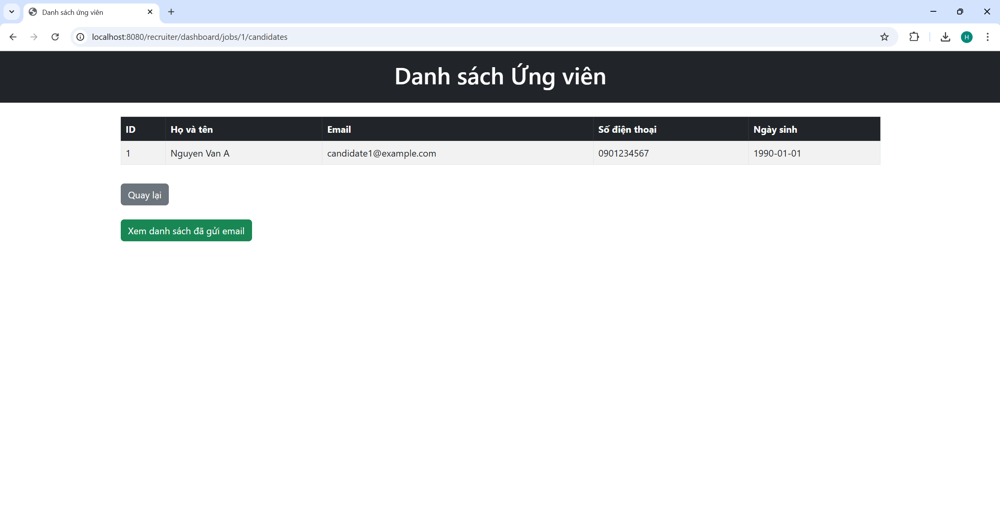 Danh sách ứng viên
localhost:8080/recruiter/dashboard/jobs/1/candidates
H
Danh sách Ứng viên
ID Họ và tên Email Số điện thoại Ngày sinh
1 Nguyen Van A candidate1@example.com 0901234567 1990-01-01
Quay lại
Xem danh sách đã gửi email